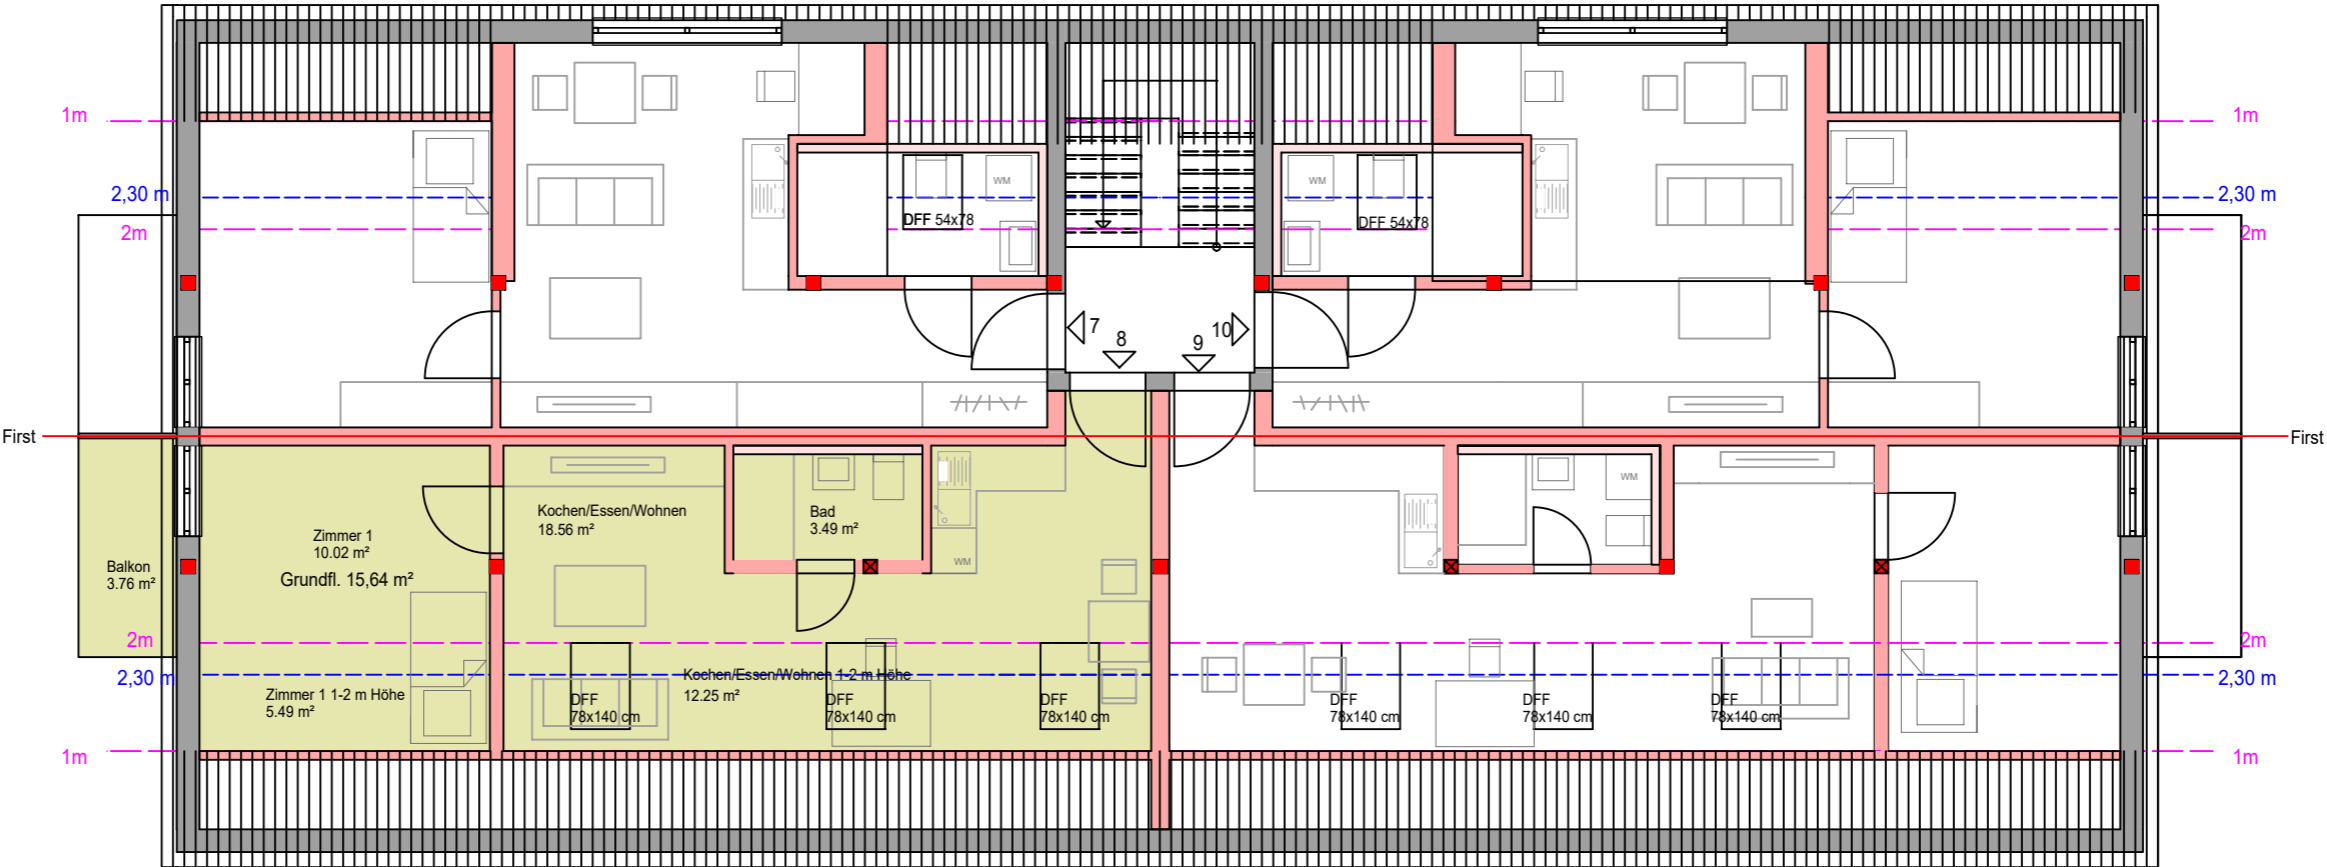 1m
1m
WM
WM
2,30 m
2,30 m
DFF 54x78
DFF 54x78
2m
2m
7
8
9
10
First
First
WM
Kochen/Essen/Wohnen
18.56 m²
Bad
3.49 m²
Zimmer 1
10.02 m²
Grundfl. 15,64 m²
WM
Balkon
3.76 m²
2m
2m
2,30 m
2,30 m
Kochen/Essen/Wohnen 1-2 m Höhe
12.25 m²
Zimmer 1 1-2 m Höhe
5.49 m²
DFF
78x140 cm
DFF
78x140 cm
DFF
78x140 cm
DFF
78x140 cm
DFF
78x140 cm
DFF
78x140 cm
1m
1m